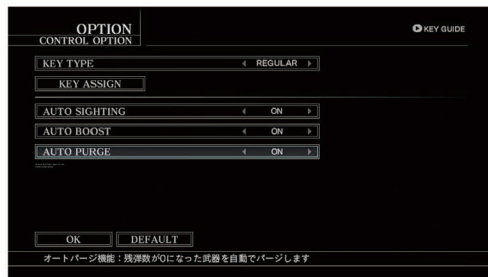 OPTION
CONTROL OPTION
KEY GUIDE
KEY TYPE REGULAR
KEY ASSIGN
AUTO SIGHTING ON
AUTO BOOST ON
AUTO PURGE ON
OK DEFAULT
オートパージ機能：残弾数が0になった武器を自動でパージします